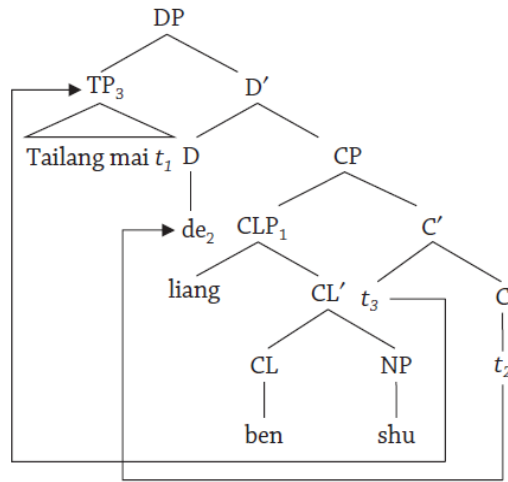 DP
TP3 D′
Tailang mai t1 D CP
de2 CLP1 C′
liang CL′ t3 C
CL NP t2
ben shu